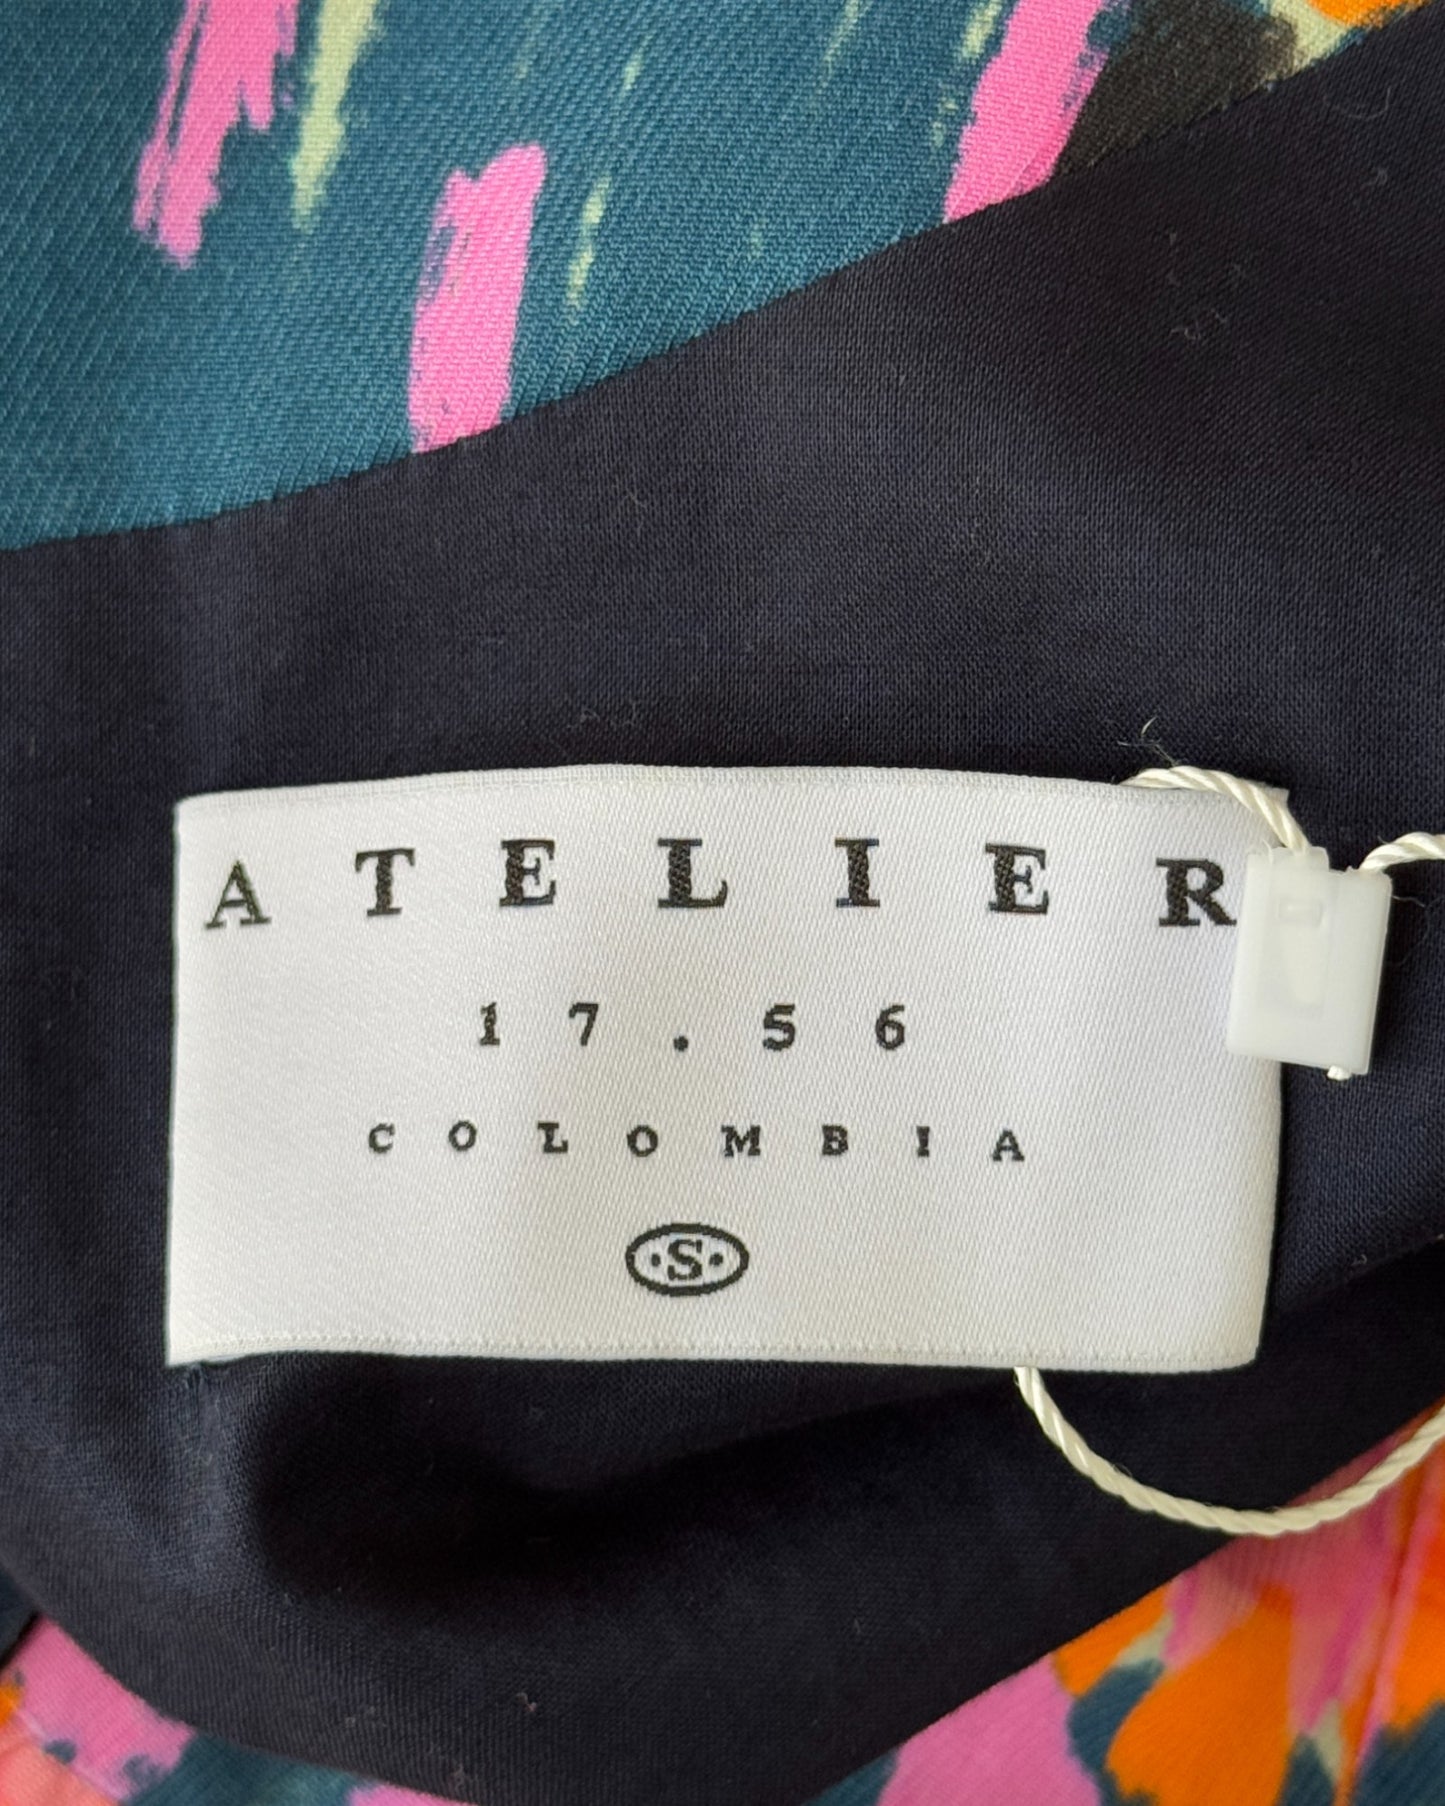 ATELIER
17.56
COLOMBIA
·S·